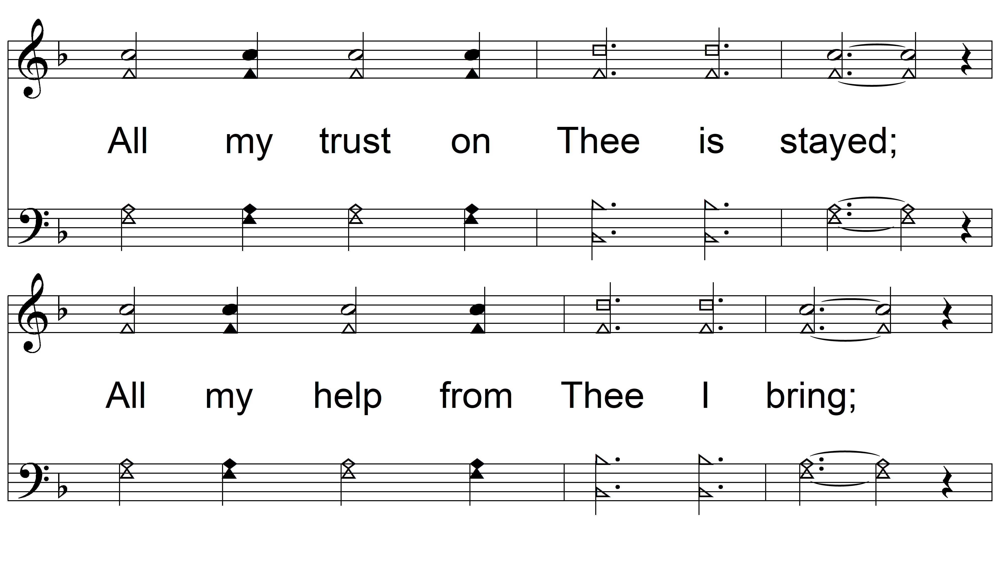 All my trust on Thee is stayed;
All my help from Thee I bring;